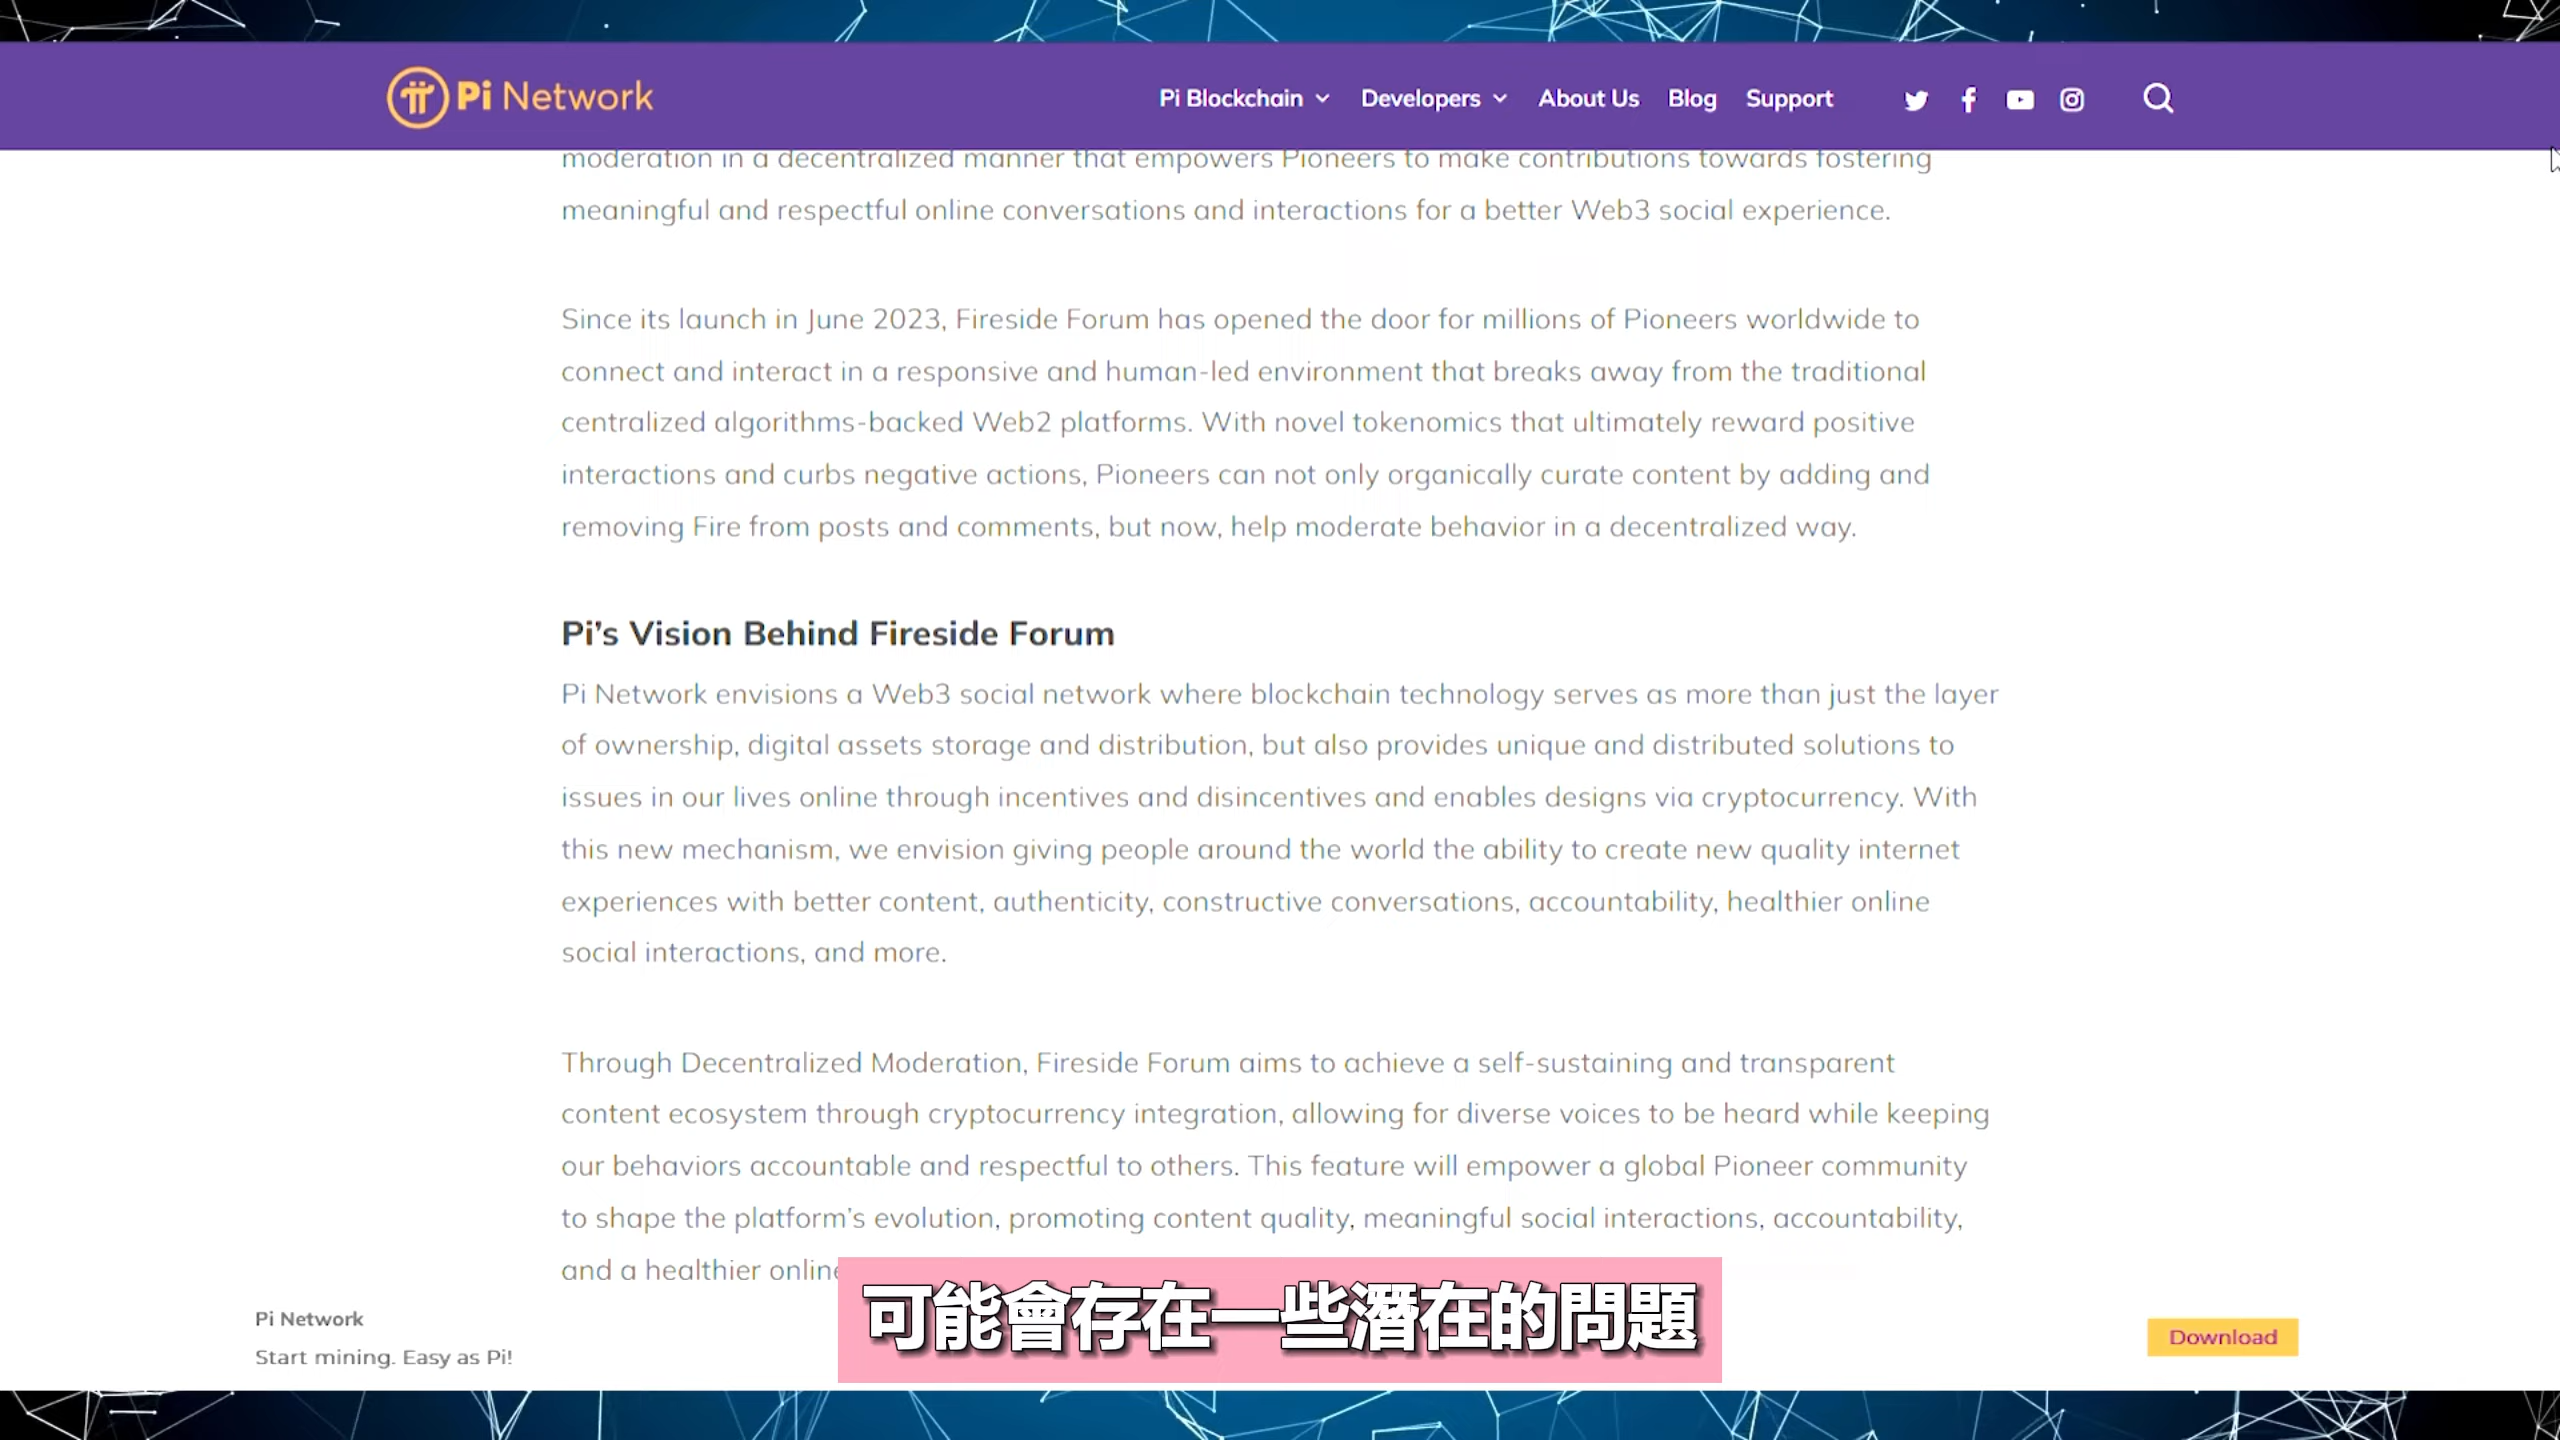 Pi Network
Pi Blockchain Developers About Us Blog Support
moderation in a decentralized manner that empowers Pioneers to make contributions towards fostering
meaningful and respectful online conversations and interactions for a better Web3 social experience.
Since its launch in June 2023, Fireside Forum has opened the door for millions of Pioneers worldwide to
connect and interact in a responsive and human-led environment that breaks away from the traditional
centralized algorithms-backed Web2 platforms. With novel tokenomics that ultimately reward positive
interactions and curbs negative actions, Pioneers can not only organically curate content by adding and
removing Fire from posts and comments, but now, help moderate behavior in a decentralized way.
Pi’s Vision Behind Fireside Forum
Pi Network envisions a Web3 social network where blockchain technology serves as more than just the layer
of ownership, digital assets storage and distribution, but also provides unique and distributed solutions to
issues in our lives online through incentives and disincentives and enables designs via cryptocurrency. With
this new mechanism, we envision giving people around the world the ability to create new quality internet
experiences with better content, authenticity, constructive conversations, accountability, healthier online
social interactions, and more.
Through Decentralized Moderation, Fireside Forum aims to achieve a self-sustaining and transparent
content ecosystem through cryptocurrency integration, allowing for diverse voices to be heard while keeping
our behaviors accountable and respectful to others. This feature will empower a global Pioneer community
to shape the platform’s evolution, promoting content quality, meaningful social interactions, accountability,
and a healthier online
可能會存在一些潛在的問題
Pi Network
Start mining. Easy as Pi!
Download